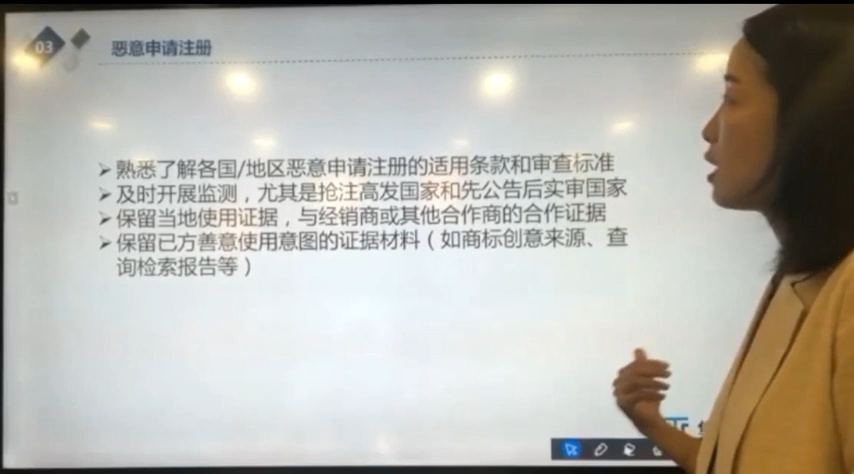 03
恶意申请注册
➢ 熟悉了解各国/地区恶意申请注册的适用条款和审查标准
➢ 及时开展监测，尤其是抢注高发国家和先公告后实审国家
➢ 保留当地使用证据，与经销商或其他合作商的合作证据
➢ 保留已方善意使用意图的证据材料（如商标创意来源、查
询检索报告等）